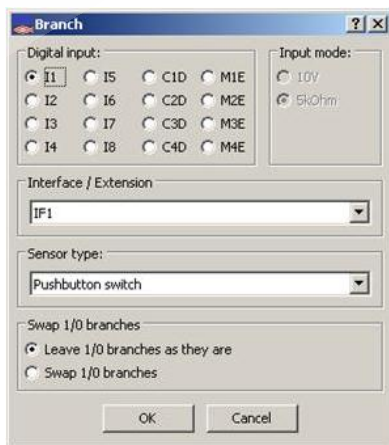 Branch
Digital input:
I1 I5 C1D M1E
I2 I6 C2D M2E
I3 I7 C3D M3E
I4 I8 C4D M4E
Input mode:
10V
5kOhm
Interface / Extension
IF1
Sensor type:
Pushbutton switch
Swap 1/0 branches
Leave 1/0 branches as they are
Swap 1/0 branches
OK Cancel